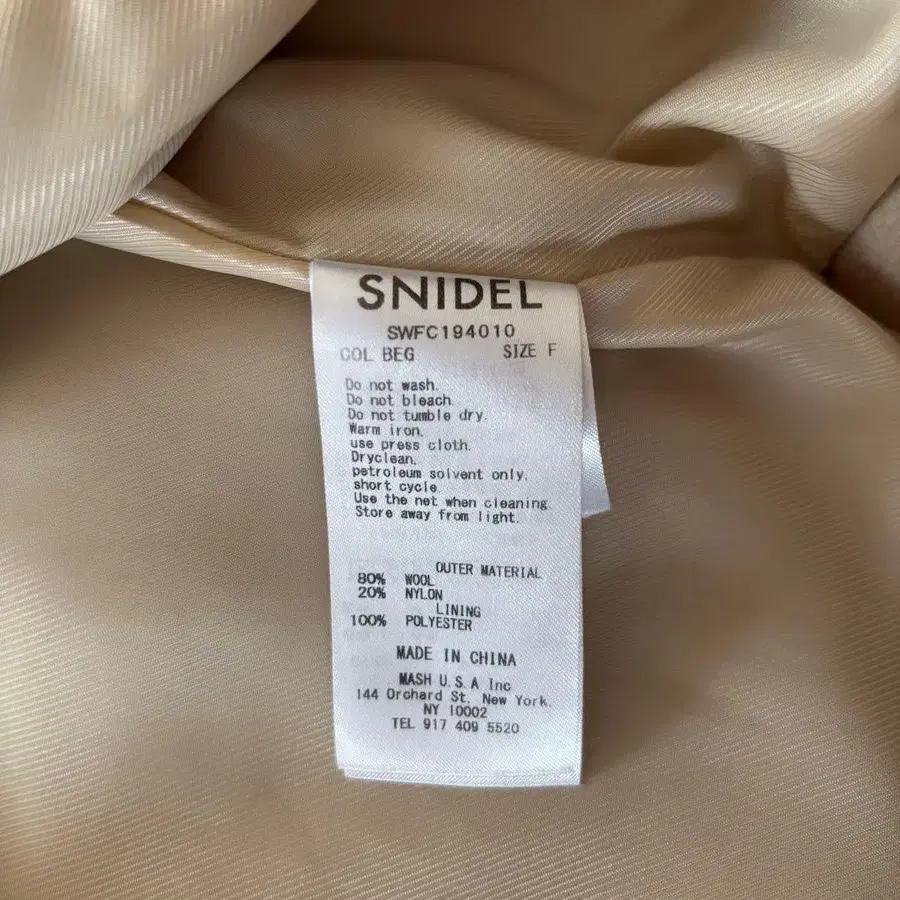 SNIDEL
SWFC194010
COL BEG SIZE F
Do not wash.
Do not bleach.
Do not tumble dry.
Warm iron.
use press cloth.
Dryclean.
petroleum solvent only.
short cycle.
Use the net when cleaning.
Store away from light.
OUTER MATERIAL
80% WOOL
20% NYLON
LINING
100% POLYESTER
MADE IN CHINA
MASH U.S.A Inc
144 Orchard St. New York.
NY 10002
TEL 917 409 5520